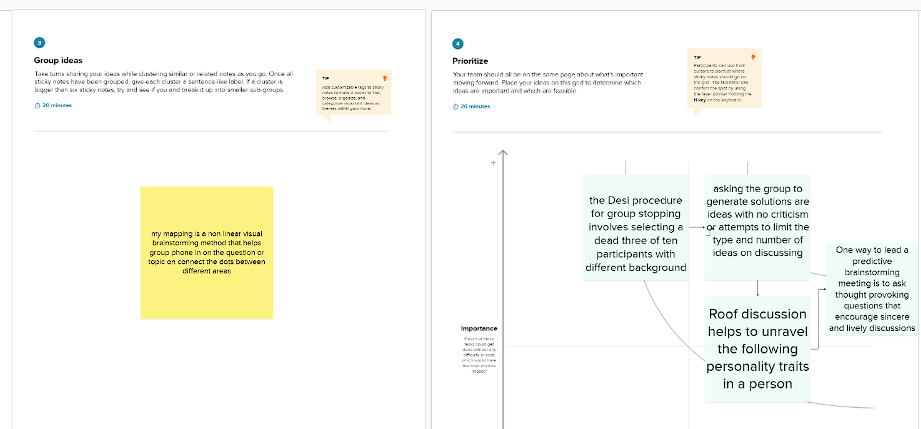 3
Group ideas
Take turns sharing your ideas while clustering similar or related notes as you go. Once all
sticky notes have been grouped, give each cluster a sentence-like label. If a cluster is
bigger than six sticky notes, try and see if you and break it up into smaller sub-groups.
20 minutes
TIP
Add customizable tags to sticky
notes to make it easier to find,
browse, organize, and
categorize important ideas as
themes within your mural.
my mapping is a non linear visual
brainstorming method that helps
group phone in on the question or
topic on connect the dots between
different areas
4
Prioritize
Your team should all be on the same page about what's important
moving forward. Place your ideas on this grid to determine which
ideas are important and which are feasible
20 minutes
TIP
Participants can use their
cursors to point at where
sticky notes should go on
the grid. The facilitator can
confirm the spot by using
the laser pointer holding the
H key on the keyboard.
+
the Desi procedure
for group stopping
involves selecting a
dead three of ten
participants with
different background
asking the group to
generate solutions are
ideas with no criticism
or attempts to limit the
type and number of
ideas on discussing
One way to lead a
predictive
brainstorming
meeting is to ask
thought provoking
questions that
encourage sincere
and lively discussions
Roof discussion
helps to unravel
the following
personality traits
in a person
Importance
If each of these
tasks could get
done without any
difficulty or cost,
which would have
the most positive
impact?